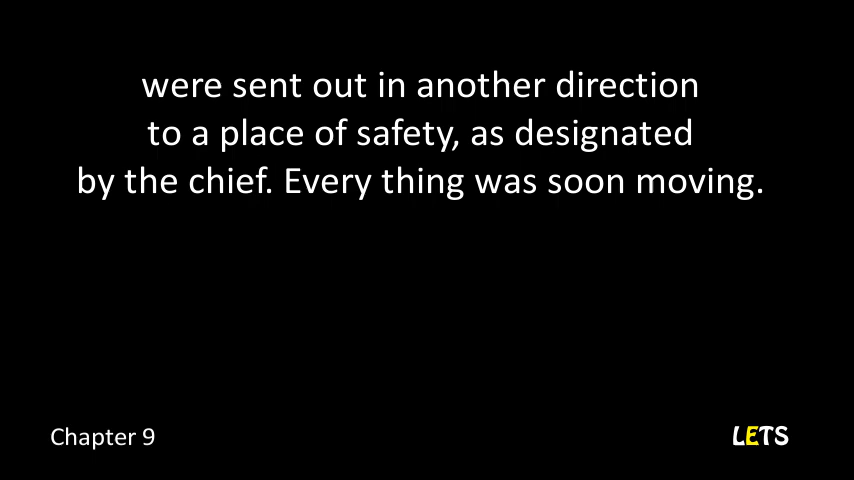 were sent out in another direction
to a place of safety, as designated
by the chief. Every thing was soon moving.
Chapter 9
LETS